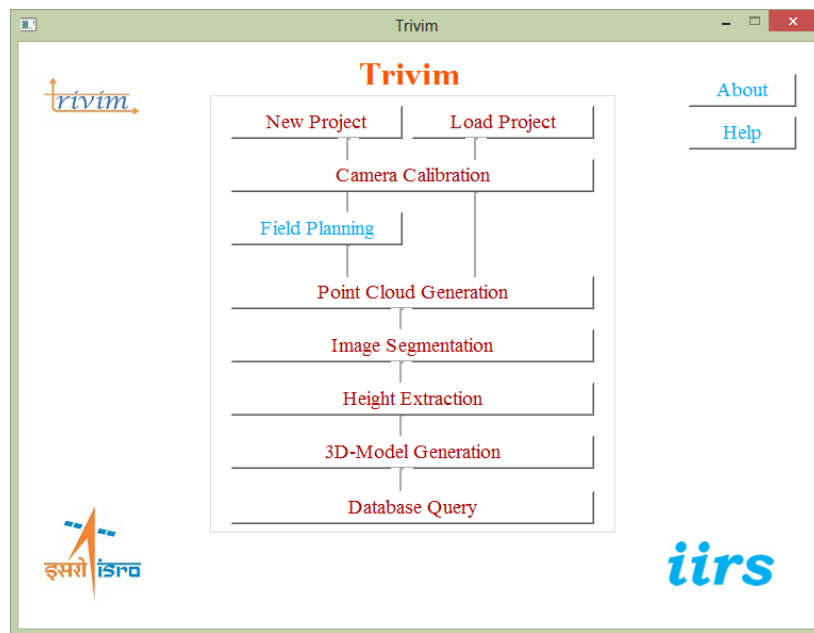 Trivim
Trivim
rivim
New Project
Load Project
About
Help
Camera Calibration
Field Planning
Point Cloud Generation
Image Segmentation
Height Extraction
3D-Model Generation
Database Query
इसरो isro
iirs